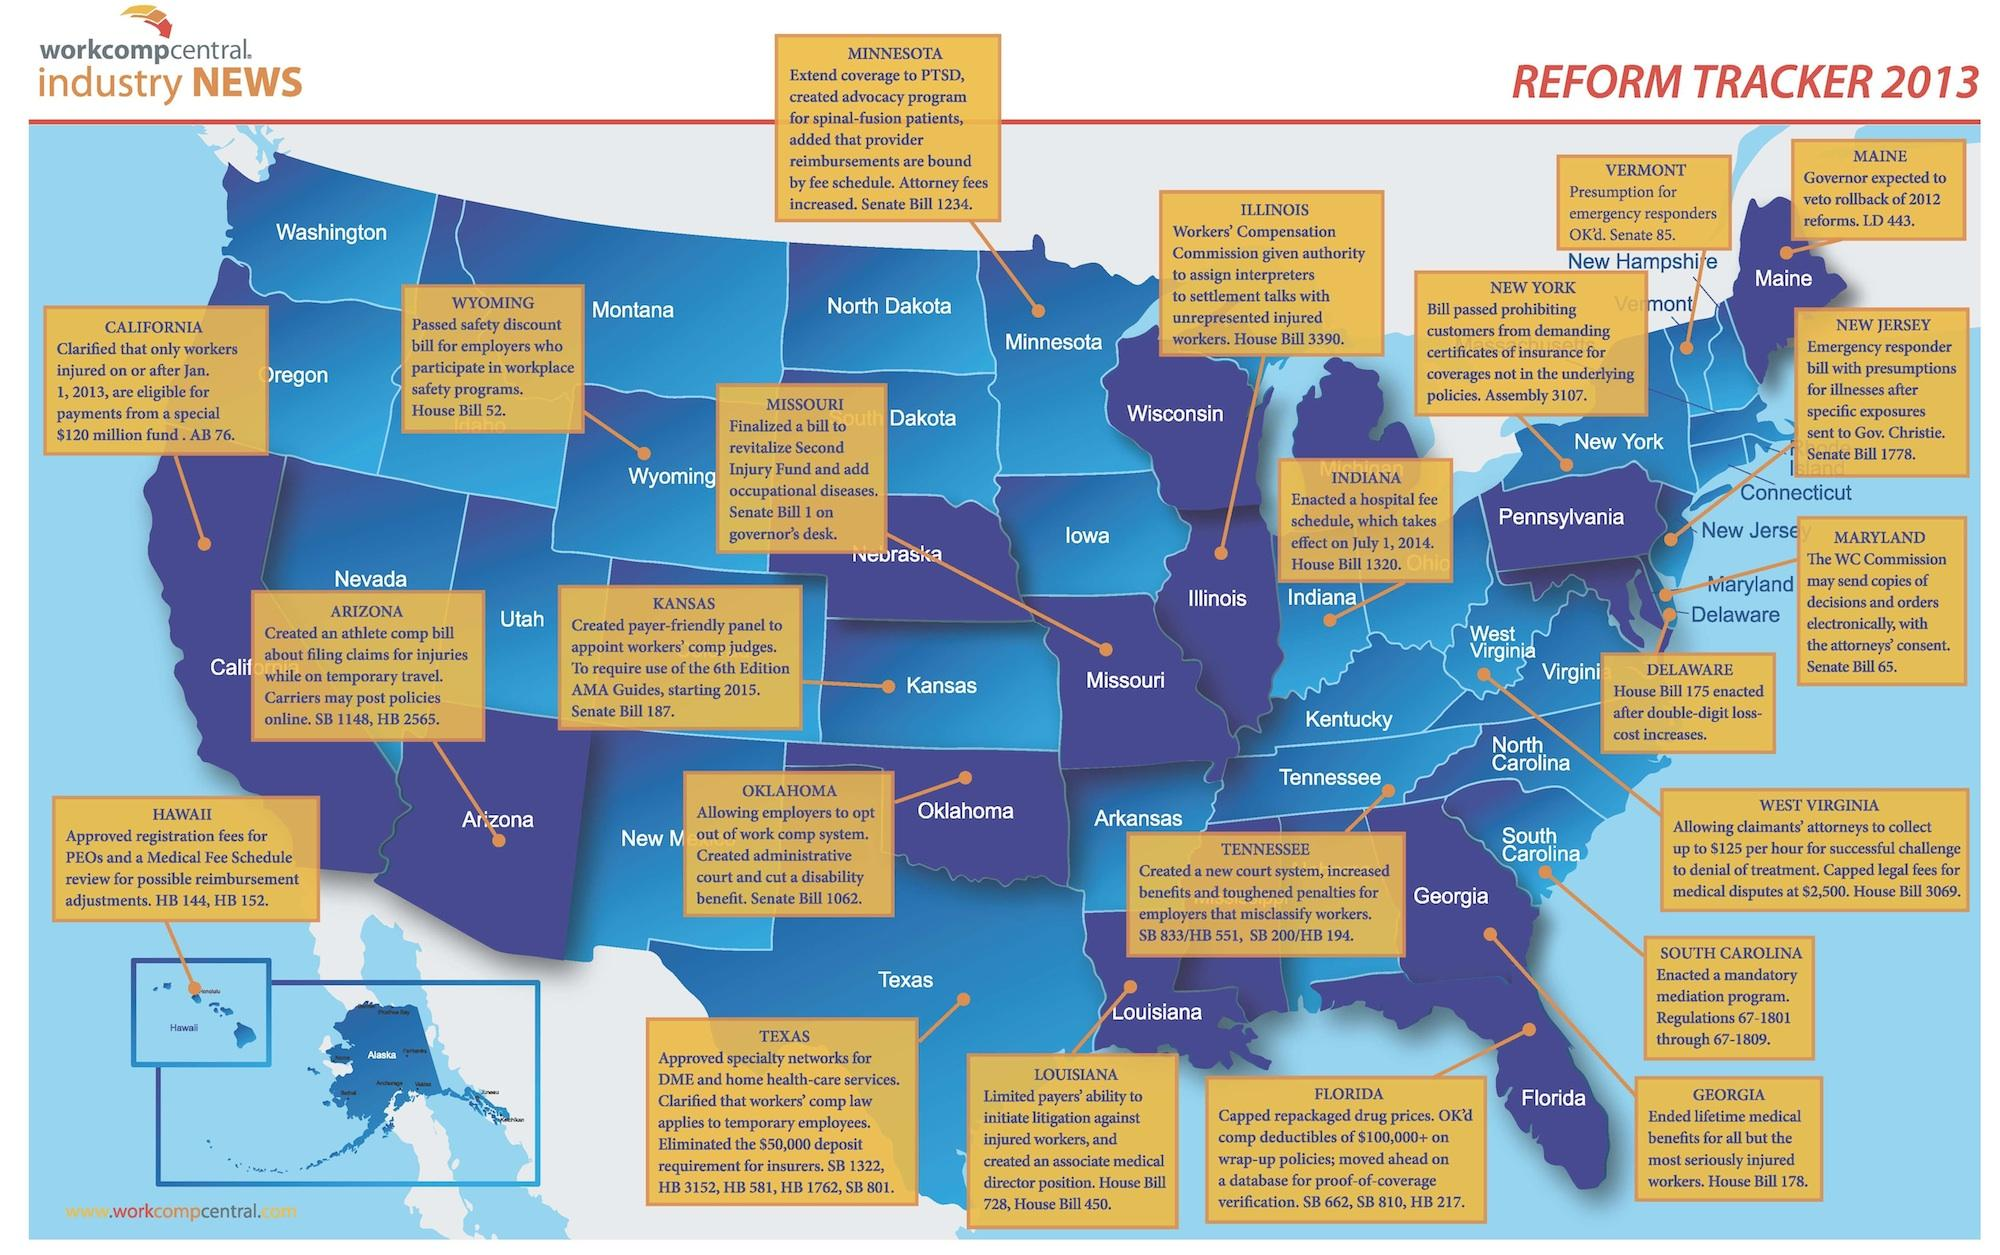 workcompcentral.
industry NEWS
REFORM TRACKER 2013
MINNESOTA
Extend coverage to PTSD,
created advocacy program
for spinal-fusion patients,
added that provider
reimbursements are bound
by fee schedule. Attorney fees
increased. Senate Bill 1234.
ILLINOIS
Workers' Compensation
Commission given authority
to assign interpreters
to settlement talks with
unrepresented injured
workers. House Bill 3390.
VERMONT
Presumption for
emergency responders
OK'd. Senate 85.
MAINE
Governor expected to
veto rollback of 2012
reforms. LD 443.
NEW YORK
Bill passed prohibiting
customers from demanding
certificates of insurance for
coverages not in the underlying
policies. Assembly 3107.
NEW JERSEY
Emergency responder
bill with presumptions
for illnesses after
specific exposures
sent to Gov. Christie.
Senate Bill 1778.
CALIFORNIA
Clarified that only workers
injured on or after Jan.
1, 2013, are eligible for
payments from a special
$120 million fund . AB 76.
WYOMING
Passed safety discount
bill for employers who
participate in workplace
safety programs.
House Bill 52.
MISSOURI
Finalized a bill to
revitalize Second
Injury Fund and add
occupational diseases.
Senate Bill 1 on
governor's desk.
INDIANA
Enacted a hospital fee
schedule, which takes
effect on July 1, 2014.
House Bill 1320.
MARYLAND
The WC Commission
may send copies of
decisions and orders
electronically, with
the attorneys' consent.
Senate Bill 65.
ARIZONA
Created an athlete comp bill
about filing claims for injuries
while on temporary travel.
Carriers may post policies
online. SB 1148, HB 2565.
KANSAS
Created payer-friendly panel to
appoint workers' comp judges.
To require use of the 6th Edition
AMA Guides, starting 2015.
Senate Bill 187.
DELAWARE
House Bill 175 enacted
after double-digit loss-
cost increases.
HAWAII
Approved registration fees for
PEOs and a Medical Fee Schedule
review for possible reimbursement
adjustments. HB 144, HB 152.
OKLAHOMA
Allowing employers to opt
out of work comp system.
Created administrative
court and cut a disability
benefit. Senate Bill 1062.
TENNESSEE
Created a new court system, increased
benefits and toughened penalties for
employers that misclassify workers.
SB 833/HB 551, SB 200/HB 194.
WEST VIRGINIA
Allowing claimants' attorneys to collect
up to $125 per hour for successful challenge
to denial of treatment. Capped legal fees for
medical disputes at $2,500. House Bill 3069.
SOUTH CAROLINA
Enacted a mandatory
mediation program.
Regulations 67-1801
through 67-1809.
TEXAS
Approved specialty networks for
DME and home health-care services.
Clarified that workers' comp law
applies to temporary employees.
Eliminated the $50,000 deposit
requirement for insurers. SB 1322,
HB 3152, HB 581, HB 1762, SB 801.
LOUISIANA
Limited payers' ability to
initiate litigation against
injured workers, and
created an associate medical
director position. House Bill
728, House Bill 450.
FLORIDA
Capped repackaged drug prices. OK'd
comp deductibles of $100,000+ on
wrap-up policies; moved ahead on
a database for proof-of-coverage
verification. SB 662, SB 810, HB 217.
GEORGIA
Ended lifetime medical
benefits for all but the
most seriously injured
workers. House Bill 178.
Washington
Oregon
Idaho
Montana
North Dakota
Minnesota
South Dakota
Wyoming
Wisconsin
Michigan
New Hampshire
Vermont
Massachusetts
Maine
New York
Rhode
Island
Connecticut
Pennsylvania
New Jersey
Maryland
Delaware
Nevada
Utah
California
Nebraska
Iowa
Illinois
Indiana
Ohio
West
Virginia
Virginia
Kansas
Missouri
Kentucky
North
Carolina
Tennessee
Arizona
New Mexico
Oklahoma
Arkansas
South
Carolina
Mississippi
Alabama
Georgia
Texas
Louisiana
Florida
Honolulu
Hawaii
Prudhoe Bay
Alaska
Fairbanks
Nome
Anchorage
Valdez
Bethel
Juneau
Ketchikan
www.workcompcentral.com